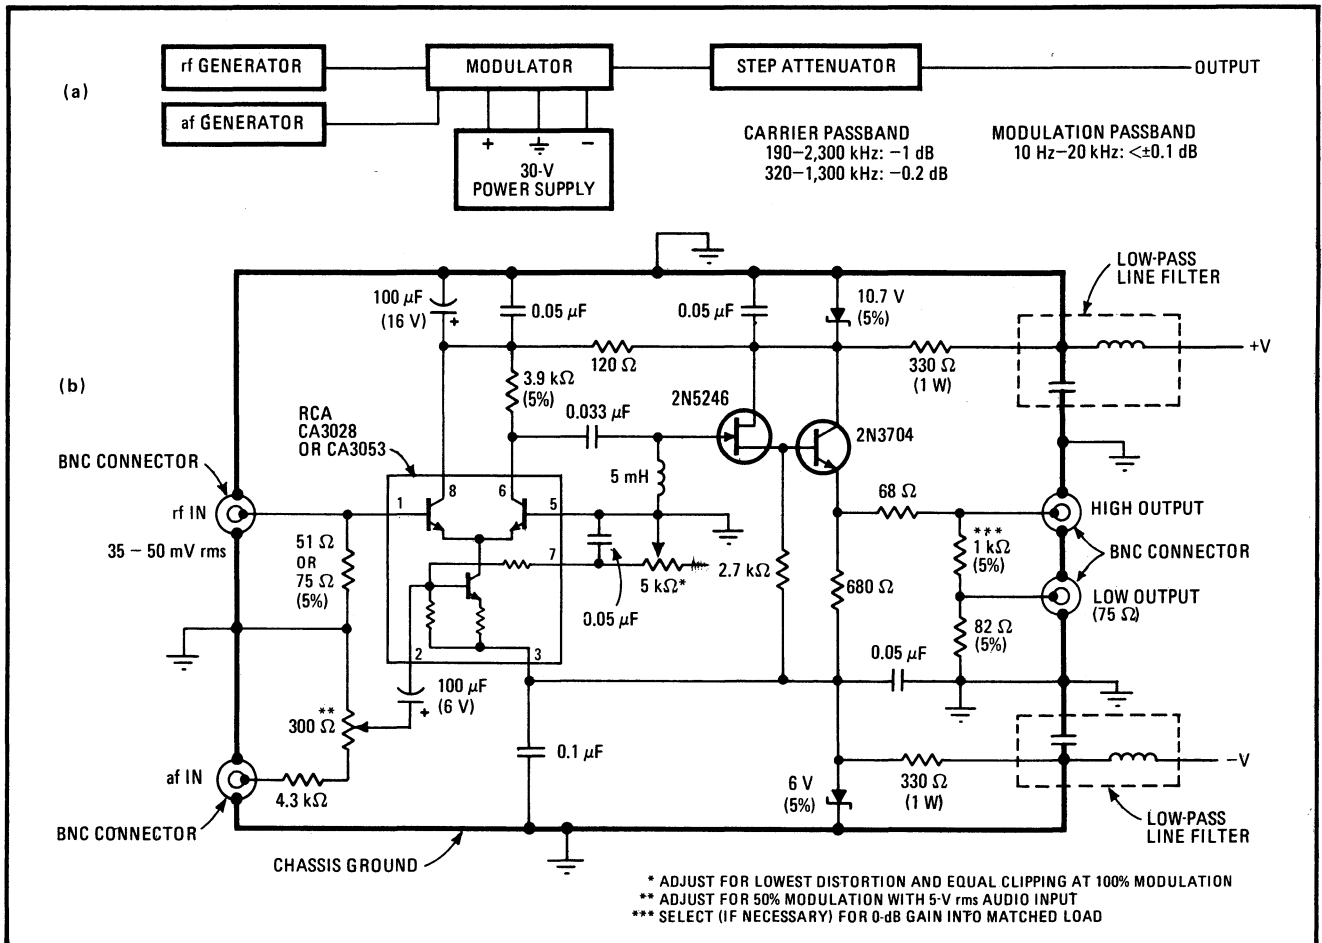 (a)
rf GENERATOR
MODULATOR
STEP ATTENUATOR
OUTPUT
af GENERATOR
+ −
30-V
POWER SUPPLY
CARRIER PASSBAND
190–2,300 kHz: −1 dB
320–1,300 kHz: −0.2 dB
MODULATION PASSBAND
10 Hz–20 kHz: <±0.1 dB
(b)
LOW-PASS
LINE FILTER
100 µF
(16 V)
+
0.05 µF
0.05 µF
10.7 V
(5%)
+V
120 Ω
330 Ω
(1 W)
3.9 kΩ
(5%)
RCA
CA3028
OR CA3053
0.033 µF
2N5246
2N3704
BNC CONNECTOR
5 mH
rf IN
1
8
6
5
68 Ω
HIGH OUTPUT
35 – 50 mV rms
51 Ω
OR
75 Ω
(5%)
7
5 kΩ*
0.05 µF
2.7 kΩ
680 Ω
***
1 kΩ
(5%)
BNC CONNECTOR
LOW OUTPUT
(75 Ω)
82 Ω
(5%)
2
3
0.05 µF
100 µF
(6 V)
+
**
300 Ω
0.1 µF
af IN
4.3 kΩ
6 V
(5%)
330 Ω
(1 W)
−V
BNC CONNECTOR
LOW-PASS
LINE FILTER
CHASSIS GROUND
* ADJUST FOR LOWEST DISTORTION AND EQUAL CLIPPING AT 100% MODULATION
** ADJUST FOR 50% MODULATION WITH 5-V rms AUDIO INPUT
*** SELECT (IF NECESSARY) FOR 0-dB GAIN INTO MATCHED LOAD